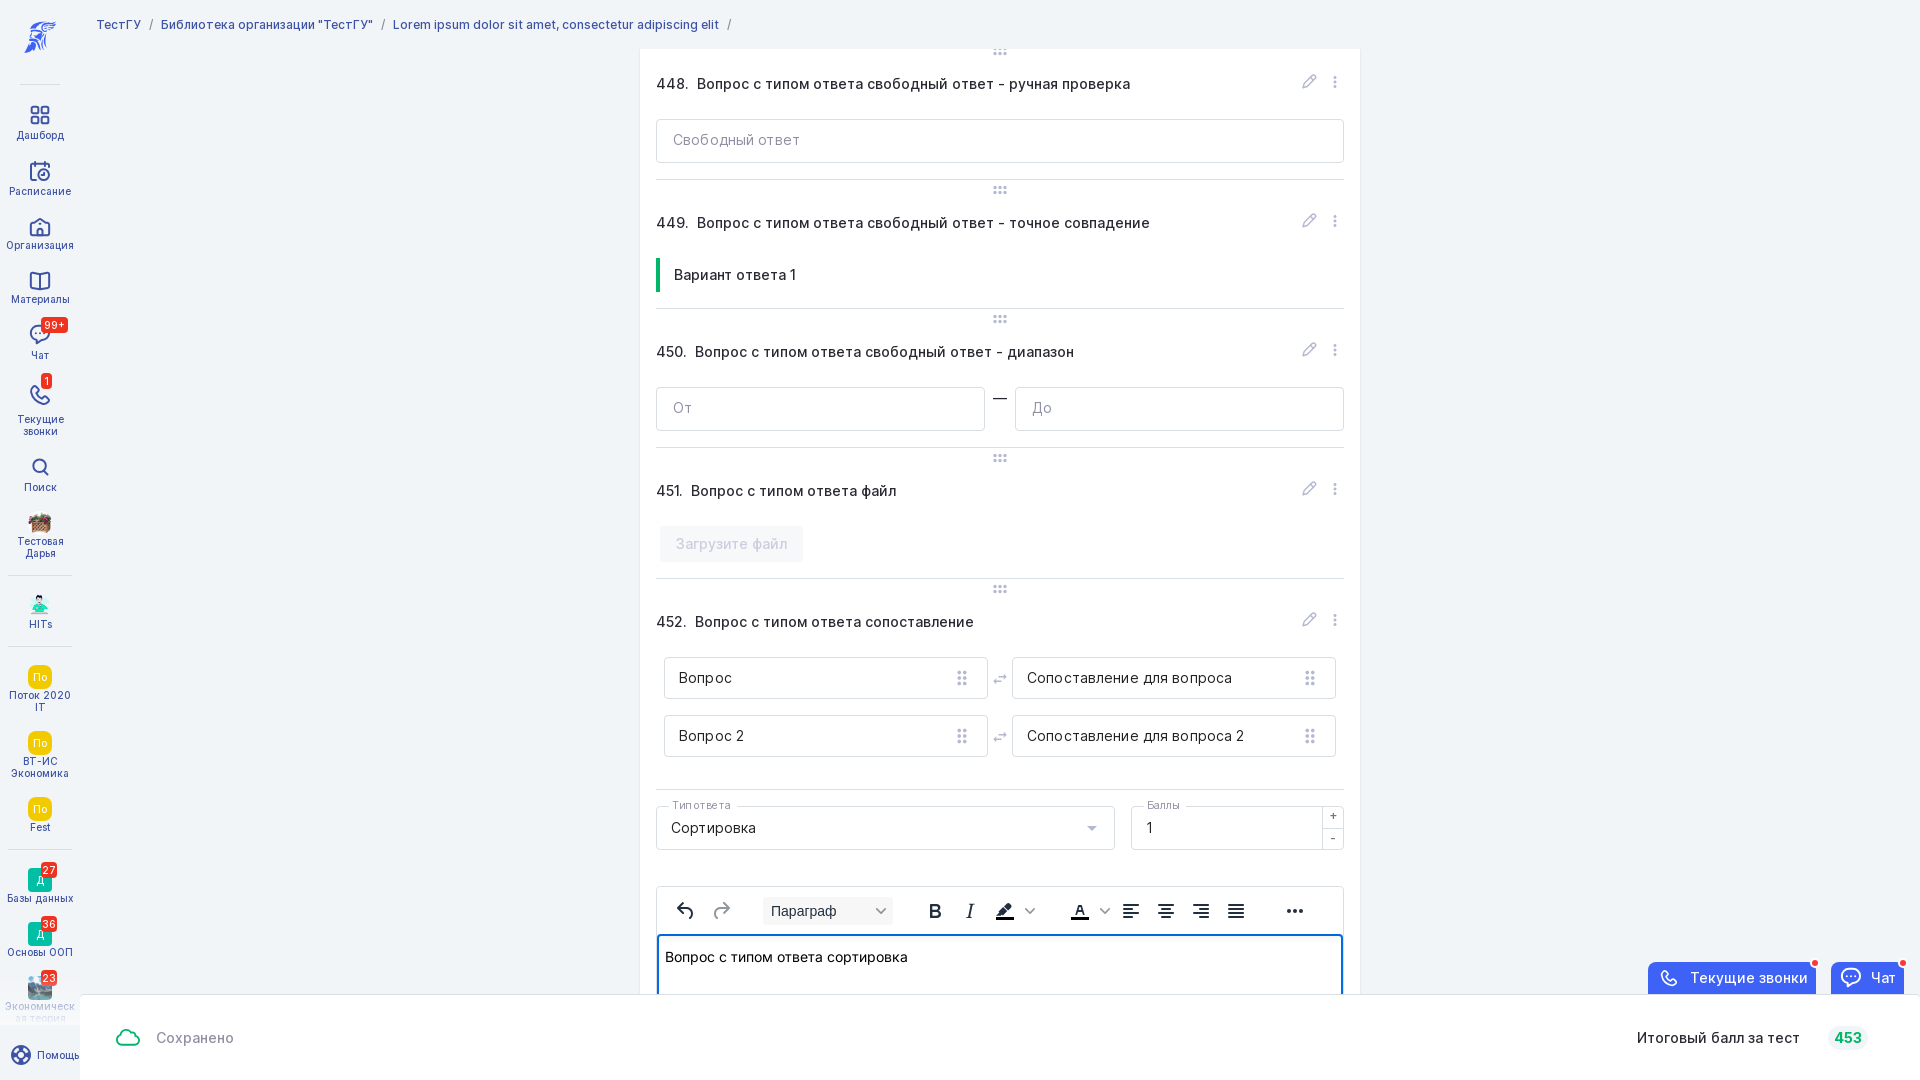 ТестГУ / Библиотека организации "ТестГУ" / Lorem ipsum dolor sit amet, consectetur adipiscing elit /
Дашборд
Расписание
Организация
Материалы
99+
Чат
1
Текущие
звонки
Поиск
Тестовая
Дарья
HITs
По
Поток 2020
IT
По
ВТ-ИС
Экономика
По
Fest
27
Д
Базы данных
36
Д
Основы ООП
23
Экономическ
ая теория
Помощь
448. Вопрос с типом ответа свободный ответ - ручная проверка
Свободный ответ
449. Вопрос с типом ответа свободный ответ - точное совпадение
Вариант ответа 1
450. Вопрос с типом ответа свободный ответ - диапазон
От — До
451. Вопрос с типом ответа файл
Загрузите файл
452. Вопрос с типом ответа сопоставление
Вопрос Сопоставление для вопроса
Вопрос 2 Сопоставление для вопроса 2
Тип ответа Баллы
Сортировка 1 + -
Параграф B I A
Вопрос с типом ответа сортировка
Текущие звонки Чат
Сохранено Итоговый балл за тест 453